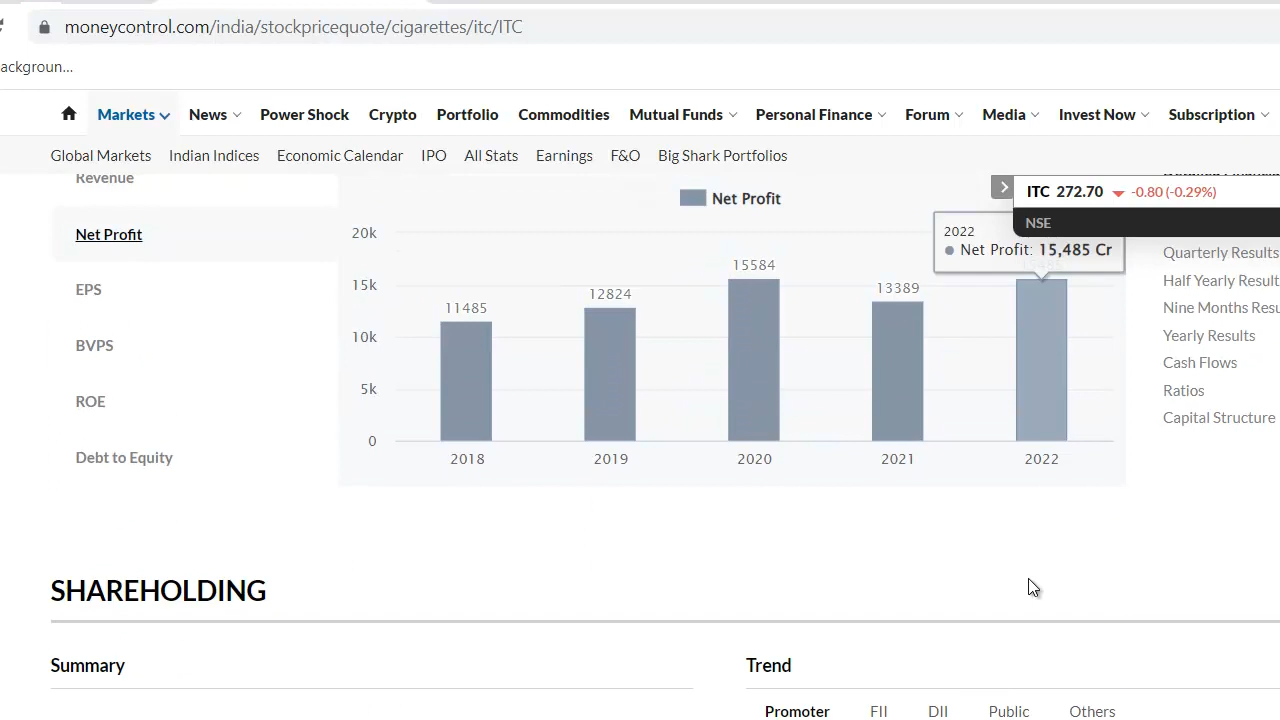 moneycontrol.com/india/stockpricequote/cigarettes/itc/ITC
ackgroun...
Markets News Power Shock Crypto Portfolio Commodities Mutual Funds Personal Finance Forum Media Invest Now Subscription
Global Markets Indian Indices Economic Calendar IPO All Stats Earnings F&O Big Shark Portfolios
Revenue
Net Profit
EPS
BVPS
ROE
Debt to Equity
Net Profit
20k
15k
10k
5k
0
11485
12824
15584
13389
2018 2019 2020 2021 2022
2022
Net Profit: 15,485 Cr
ITC 272.70 -0.80 (-0.29%)
NSE
Quarterly Results
Half Yearly Result
Nine Months Resu
Yearly Results
Cash Flows
Ratios
Capital Structure
SHAREHOLDING
Summary
Trend
Promoter FII DII Public Others